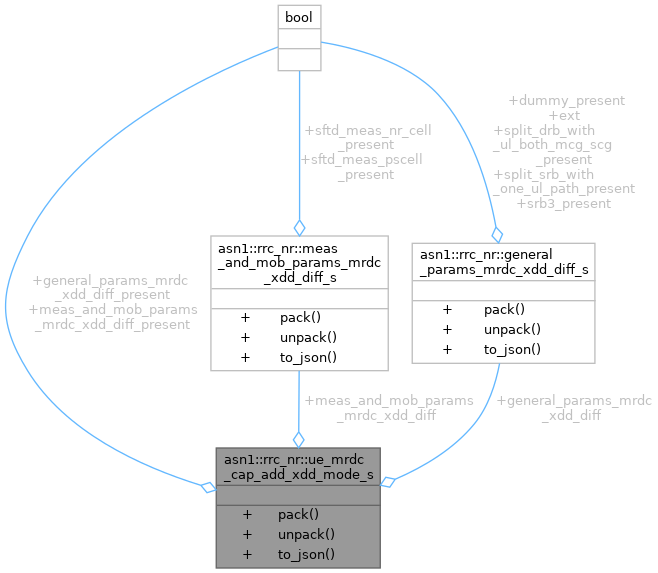 bool
+dummy_present
+ext
+split_drb_with
_ul_both_mcg_scg
_present
+split_srb_with
_one_ul_path_present
+srb3_present
+sftd_meas_nr_cell
_present
+sftd_meas_pscell
_present
asn1::rrc_nr::meas
_and_mob_params_mrdc
_xdd_diff_s
+ pack()
+ unpack()
+ to_json()
asn1::rrc_nr::general
_params_mrdc_xdd_diff_s
+ pack()
+ unpack()
+ to_json()
+general_params_mrdc
_xdd_diff_present
+meas_and_mob_params
_mrdc_xdd_diff_present
+meas_and_mob_params
_mrdc_xdd_diff
+general_params_mrdc
_xdd_diff
asn1::rrc_nr::ue_mrdc
_cap_add_xdd_mode_s
+ pack()
+ unpack()
+ to_json()